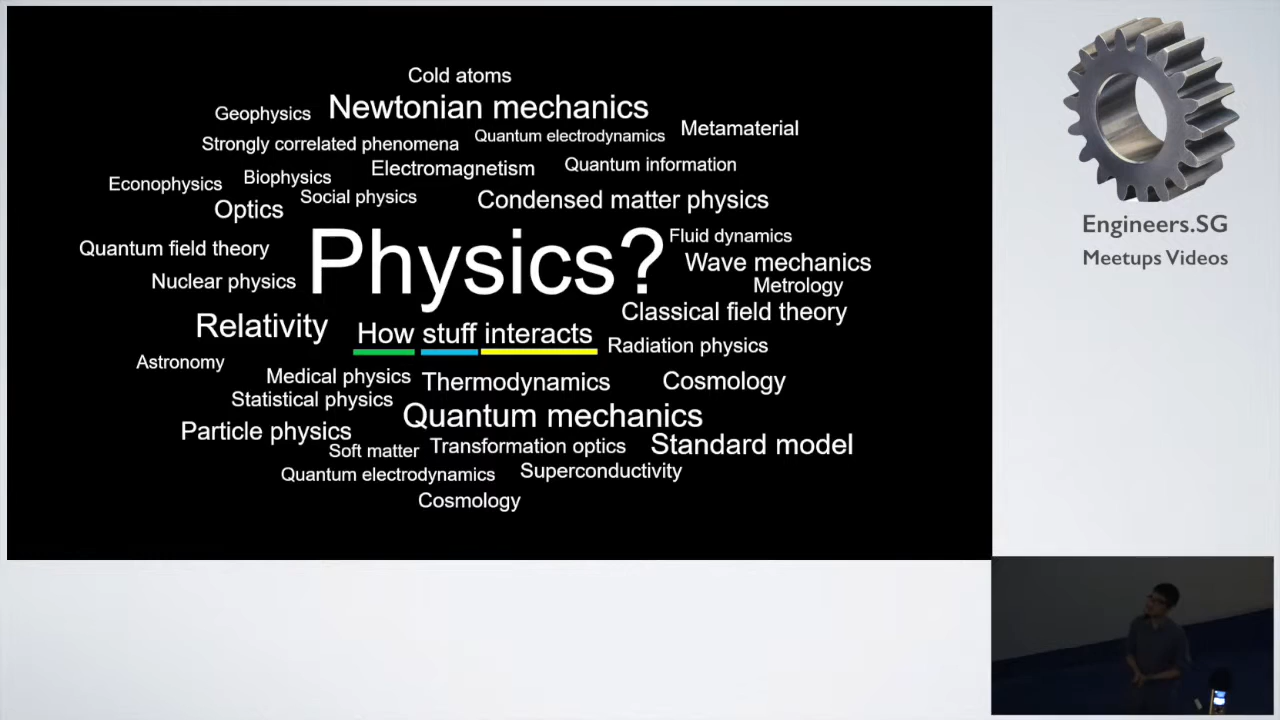 Cold atoms
Geophysics
Newtonian mechanics
Metamaterial
Strongly correlated phenomena
Quantum electrodynamics
Econophysics
Biophysics
Electromagnetism
Quantum information
Optics
Social physics
Condensed matter physics
Quantum field theory
Physics?
Fluid dynamics
Nuclear physics
Wave mechanics
Metrology
Relativity
How stuff interacts
Classical field theory
Radiation physics
Astronomy
Medical physics
Thermodynamics
Cosmology
Statistical physics
Quantum mechanics
Particle physics
Soft matter
Transformation optics
Standard model
Quantum electrodynamics
Superconductivity
Cosmology
Engineers.SG
Meetups Videos